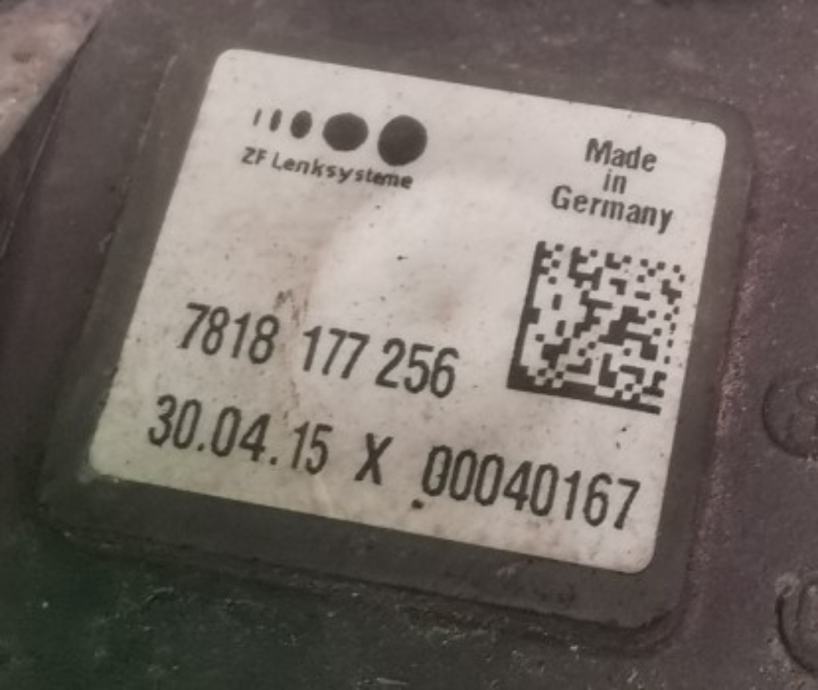 ZF Lenksysteme
Made
in
Germany
7818 177 256
30.04.15 X 00040167